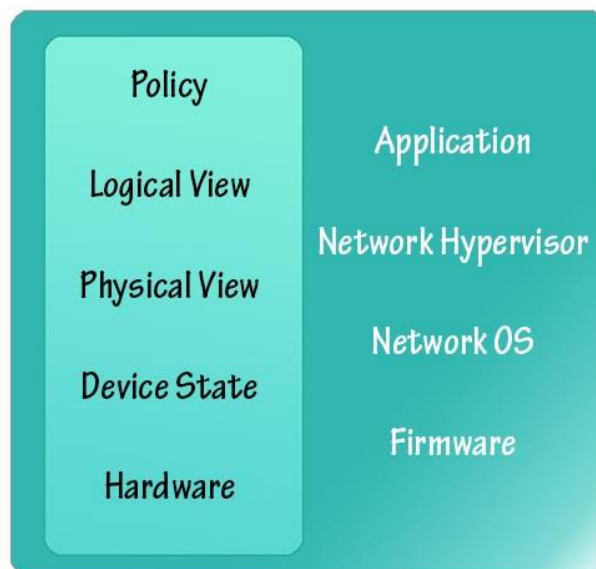 Policy
Logical View
Physical View
Device State
Hardware
Application
Network Hypervisor
Network OS
Firmware